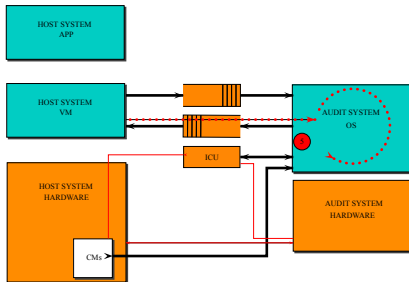 HOST SYSTEM
APP
HOST SYSTEM
VM
AUDIT SYSTEM
OS
ICU
HOST SYSTEM
HARDWARE
AUDIT SYSTEM
HARDWARE
CMs